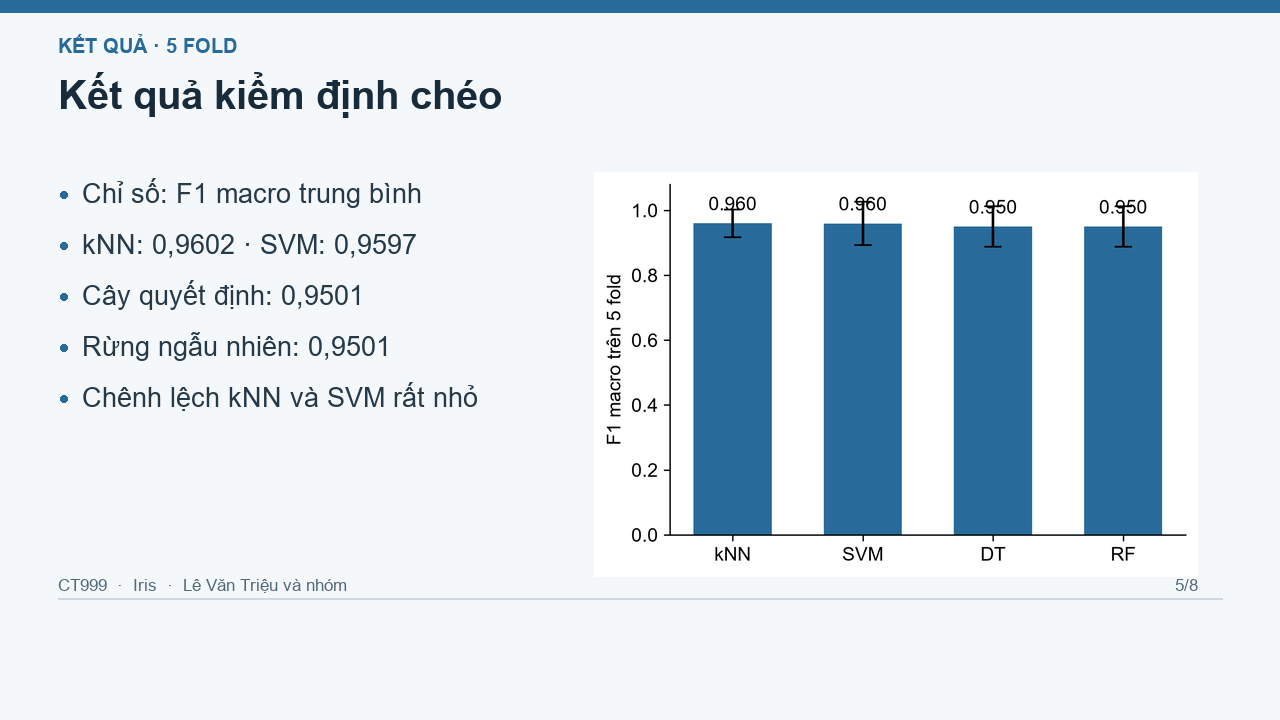 KẾT QUẢ · 5 FOLD
Kết quả kiểm định chéo
• Chỉ số: F1 macro trung bình
• kNN: 0,9602 · SVM: 0,9597
• Cây quyết định: 0,9501
• Rừng ngẫu nhiên: 0,9501
• Chênh lệch kNN và SVM rất nhỏ
F1 macro trên 5 fold
1.0
0.8
0.6
0.4
0.2
0.0
0.960 0.960 0.950 0.950
kNN SVM DT RF
CT999 · Iris · Lê Văn Triệu và nhóm 5/8